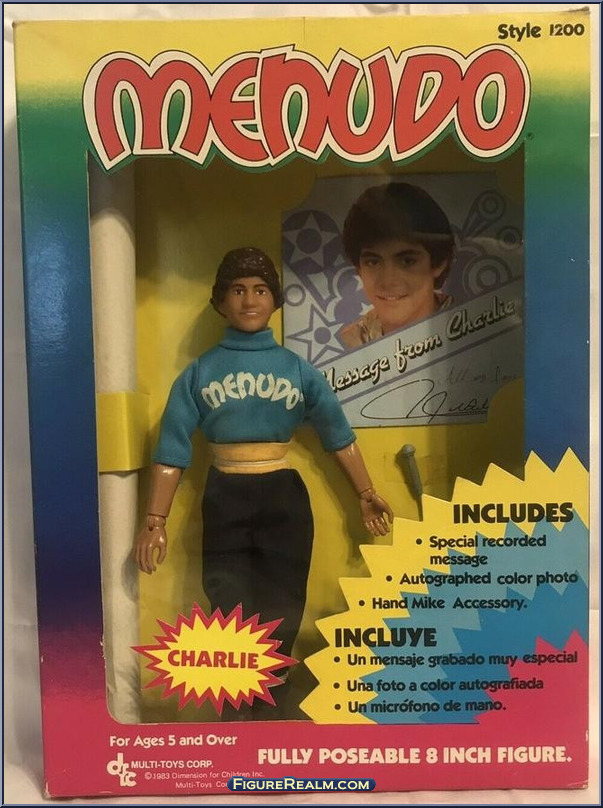 Style 1200
MENUDO
MENUDO
Message from Charlie
INCLUDES
• Special recorded
message
• Autographed color photo
• Hand Mike Accessory.
INCLUYE
• Un mensaje grabado muy especial
• Una foto a color autografiada
• Un micrófono de mano.
CHARLIE
For Ages 5 and Over
FULLY POSEABLE 8 INCH FIGURE.
MULTI-TOYS CORP.
©1983 Dimension for Children Inc.
Multi-Toys
FIGUREREALM.COM